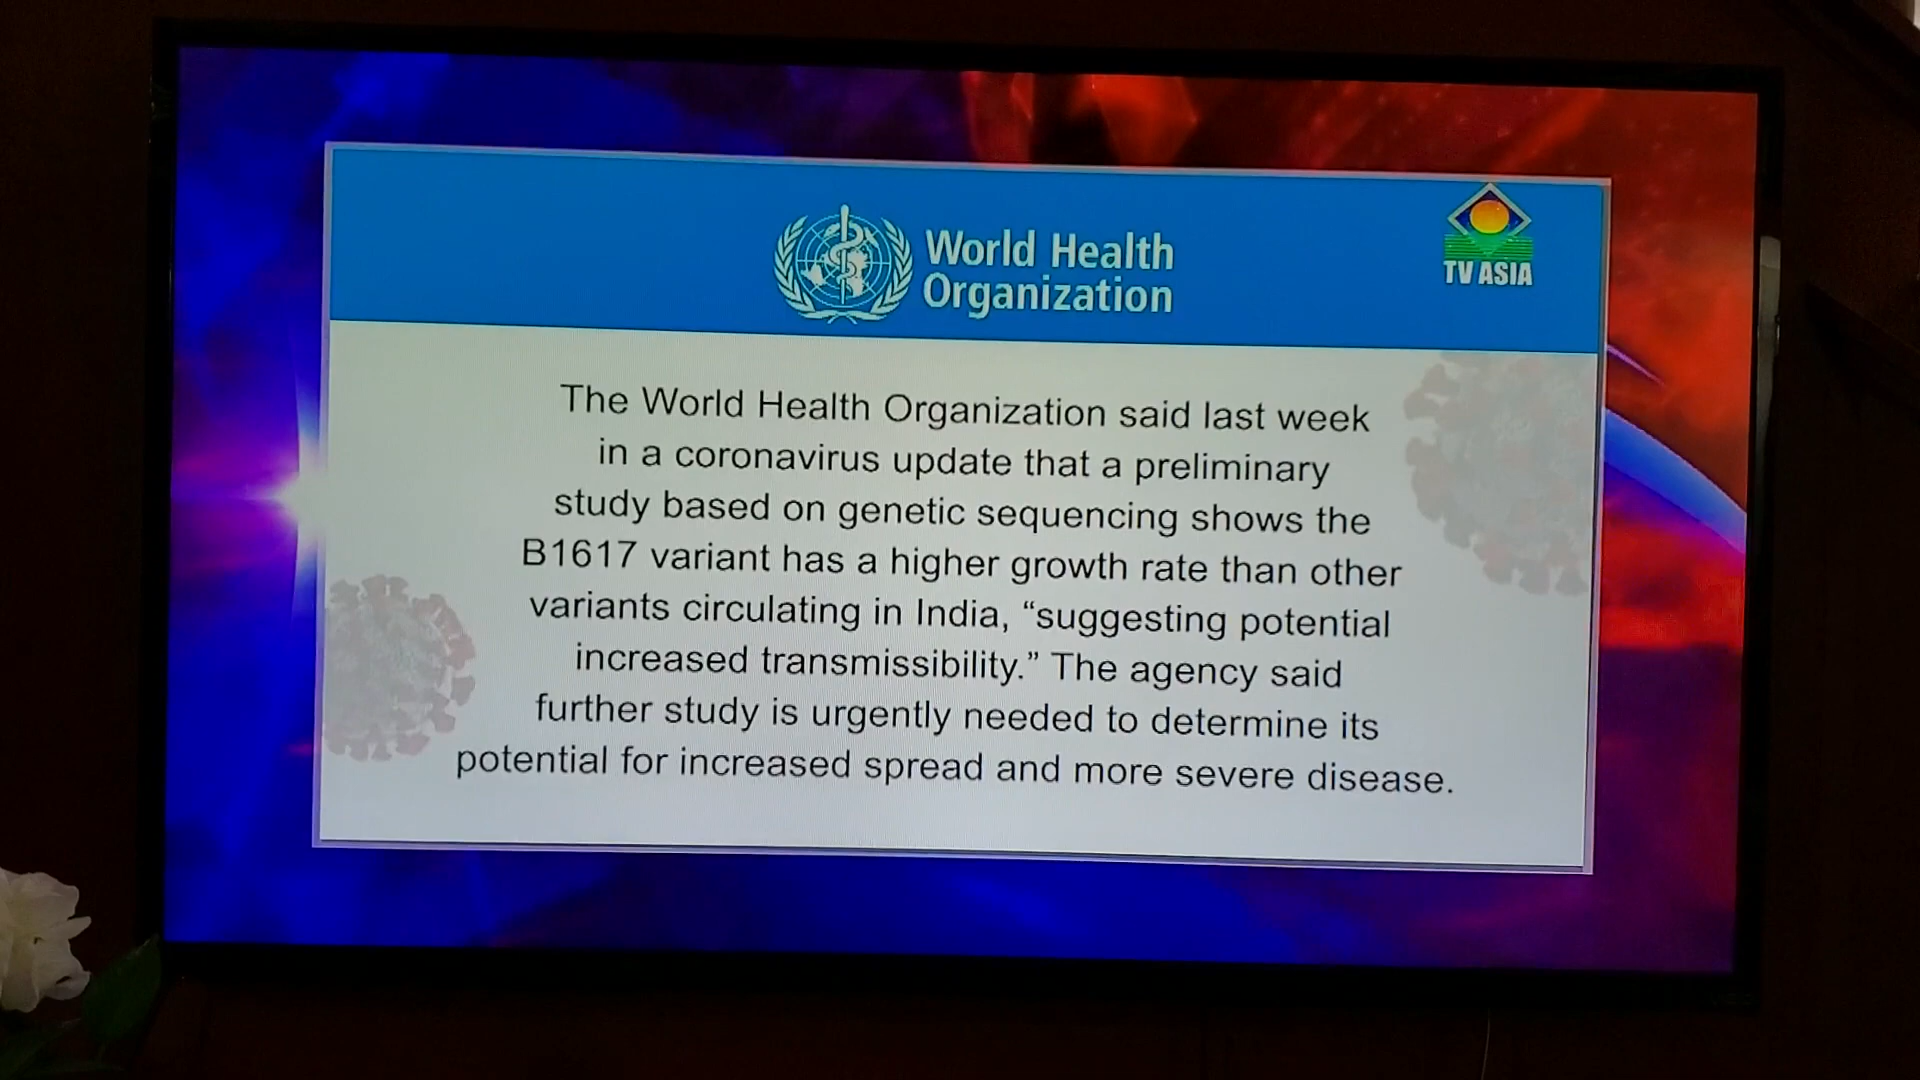 World Health
Organization
TV ASIA
The World Health Organization said last week
in a coronavirus update that a preliminary
study based on genetic sequencing shows the
B1617 variant has a higher growth rate than other
variants circulating in India, “suggesting potential
increased transmissibility.” The agency said
further study is urgently needed to determine its
potential for increased spread and more severe disease.